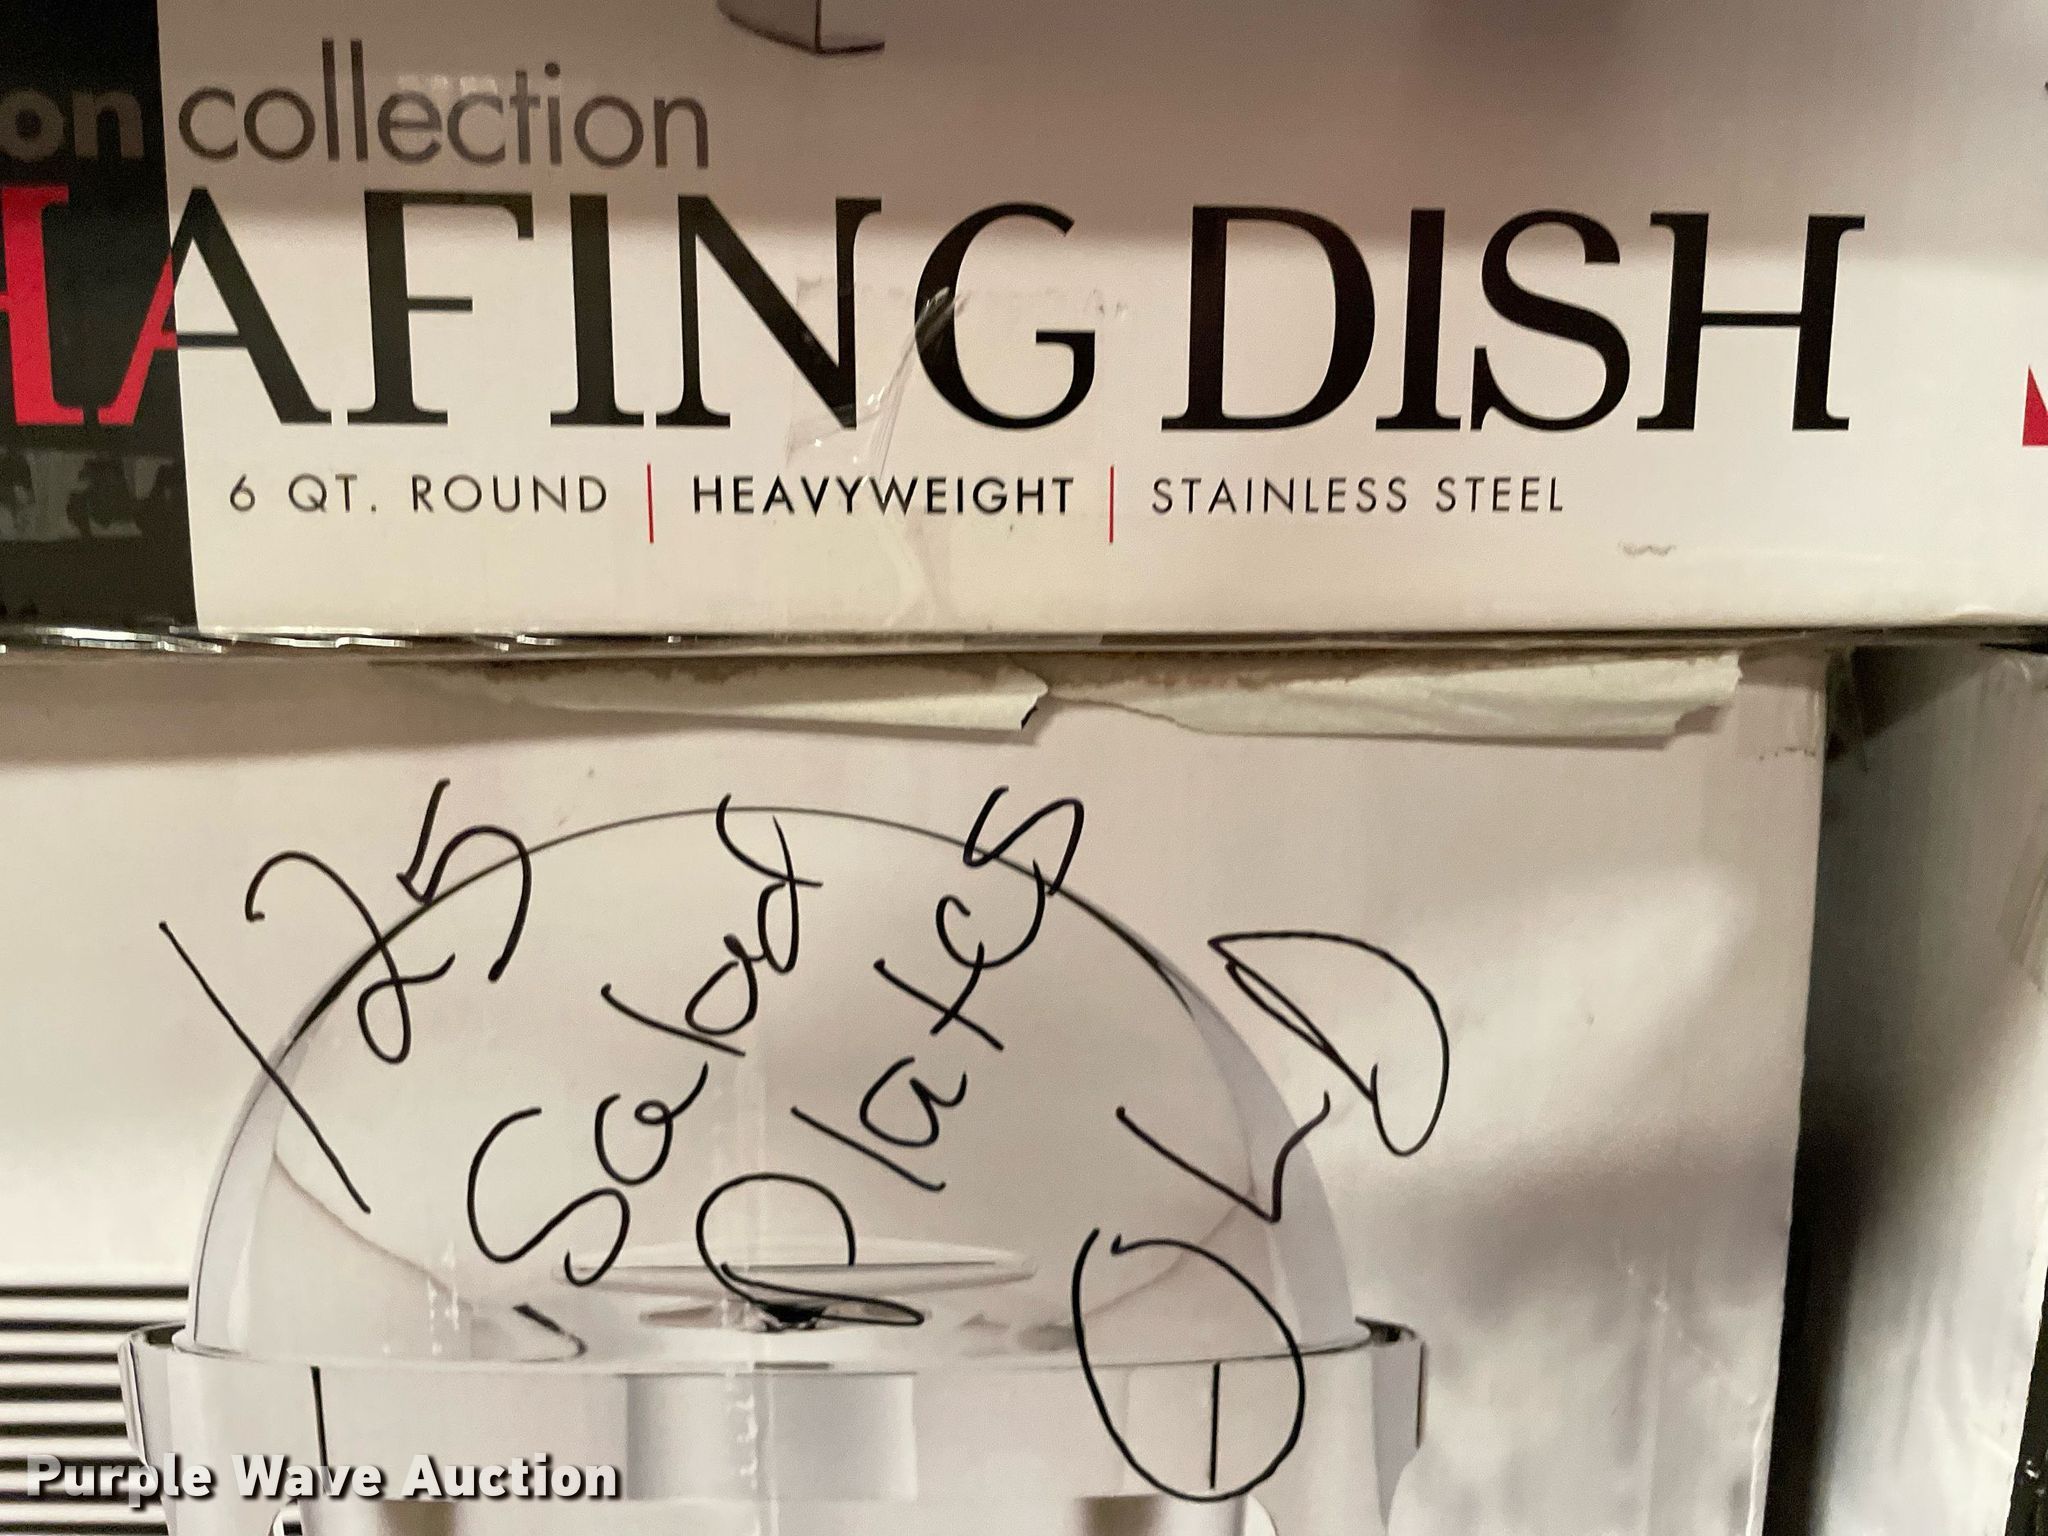 on collection
HAFING DISH
6 QT. ROUND | HEAVYWEIGHT | STAINLESS STEEL
125
Salad
Plates
OLD
Purple Wave Auction